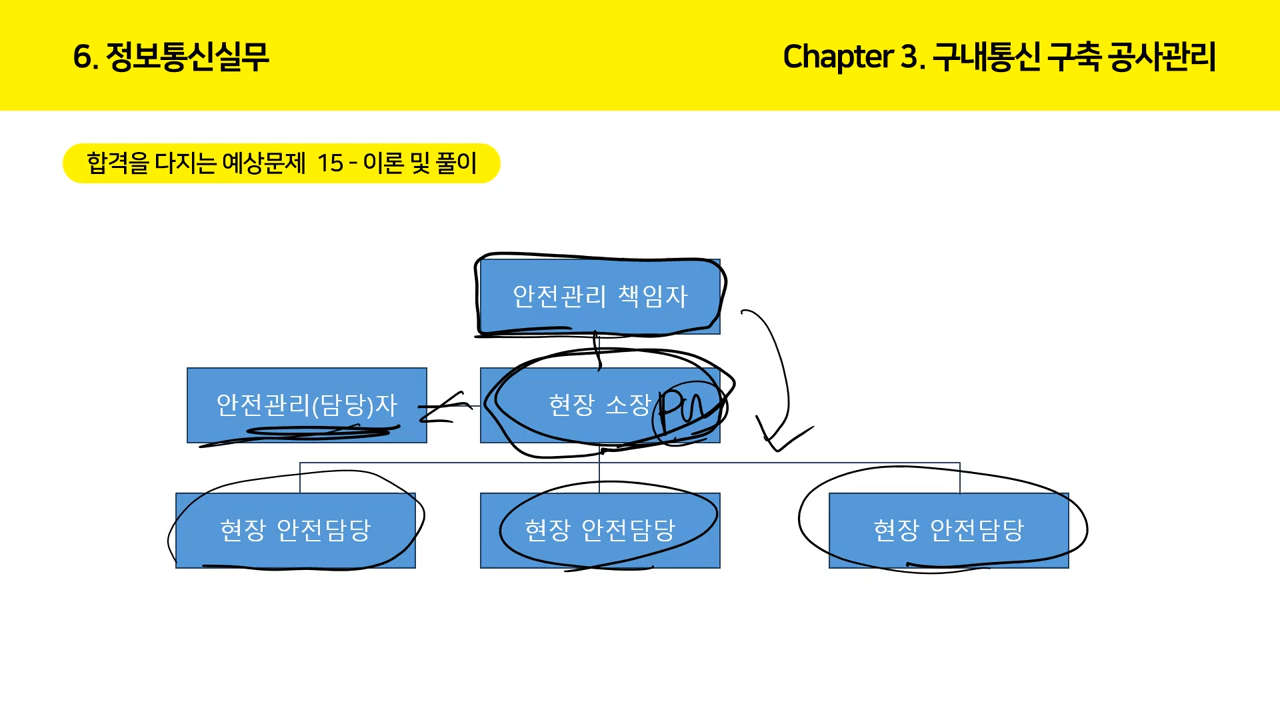 6. 정보통신실무
Chapter 3. 구내통신 구축 공사관리
합격을 다지는 예상문제 15 - 이론 및 풀이
안전관리 책임자
안전관리(담당)자
현장 소장
현장 안전담당
현장 안전담당
현장 안전담당